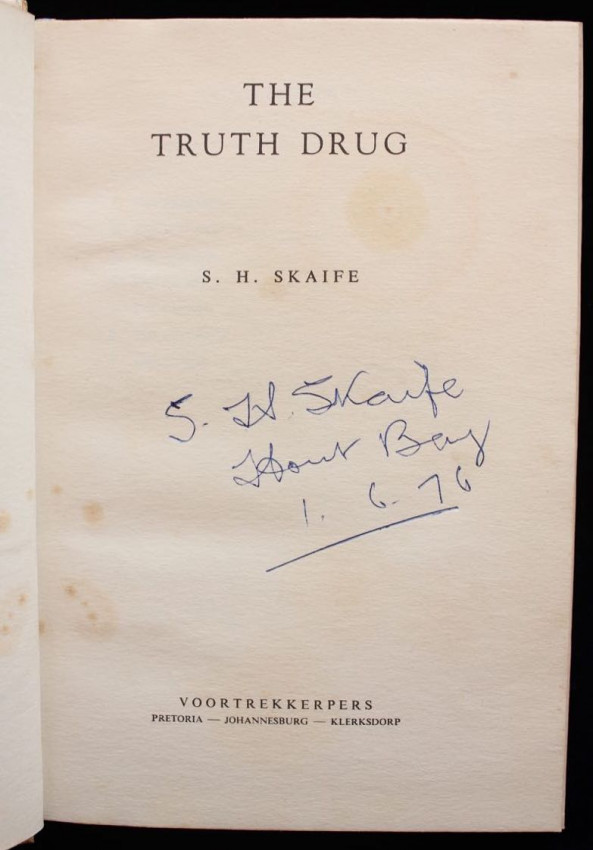 THE
TRUTH DRUG
S. H. SKAIFE
S. H. Skaife
Hout Bay
1. 6. 76
VOORTREKKERPERS
PRETORIA — JOHANNESBURG — KLERKSDORP